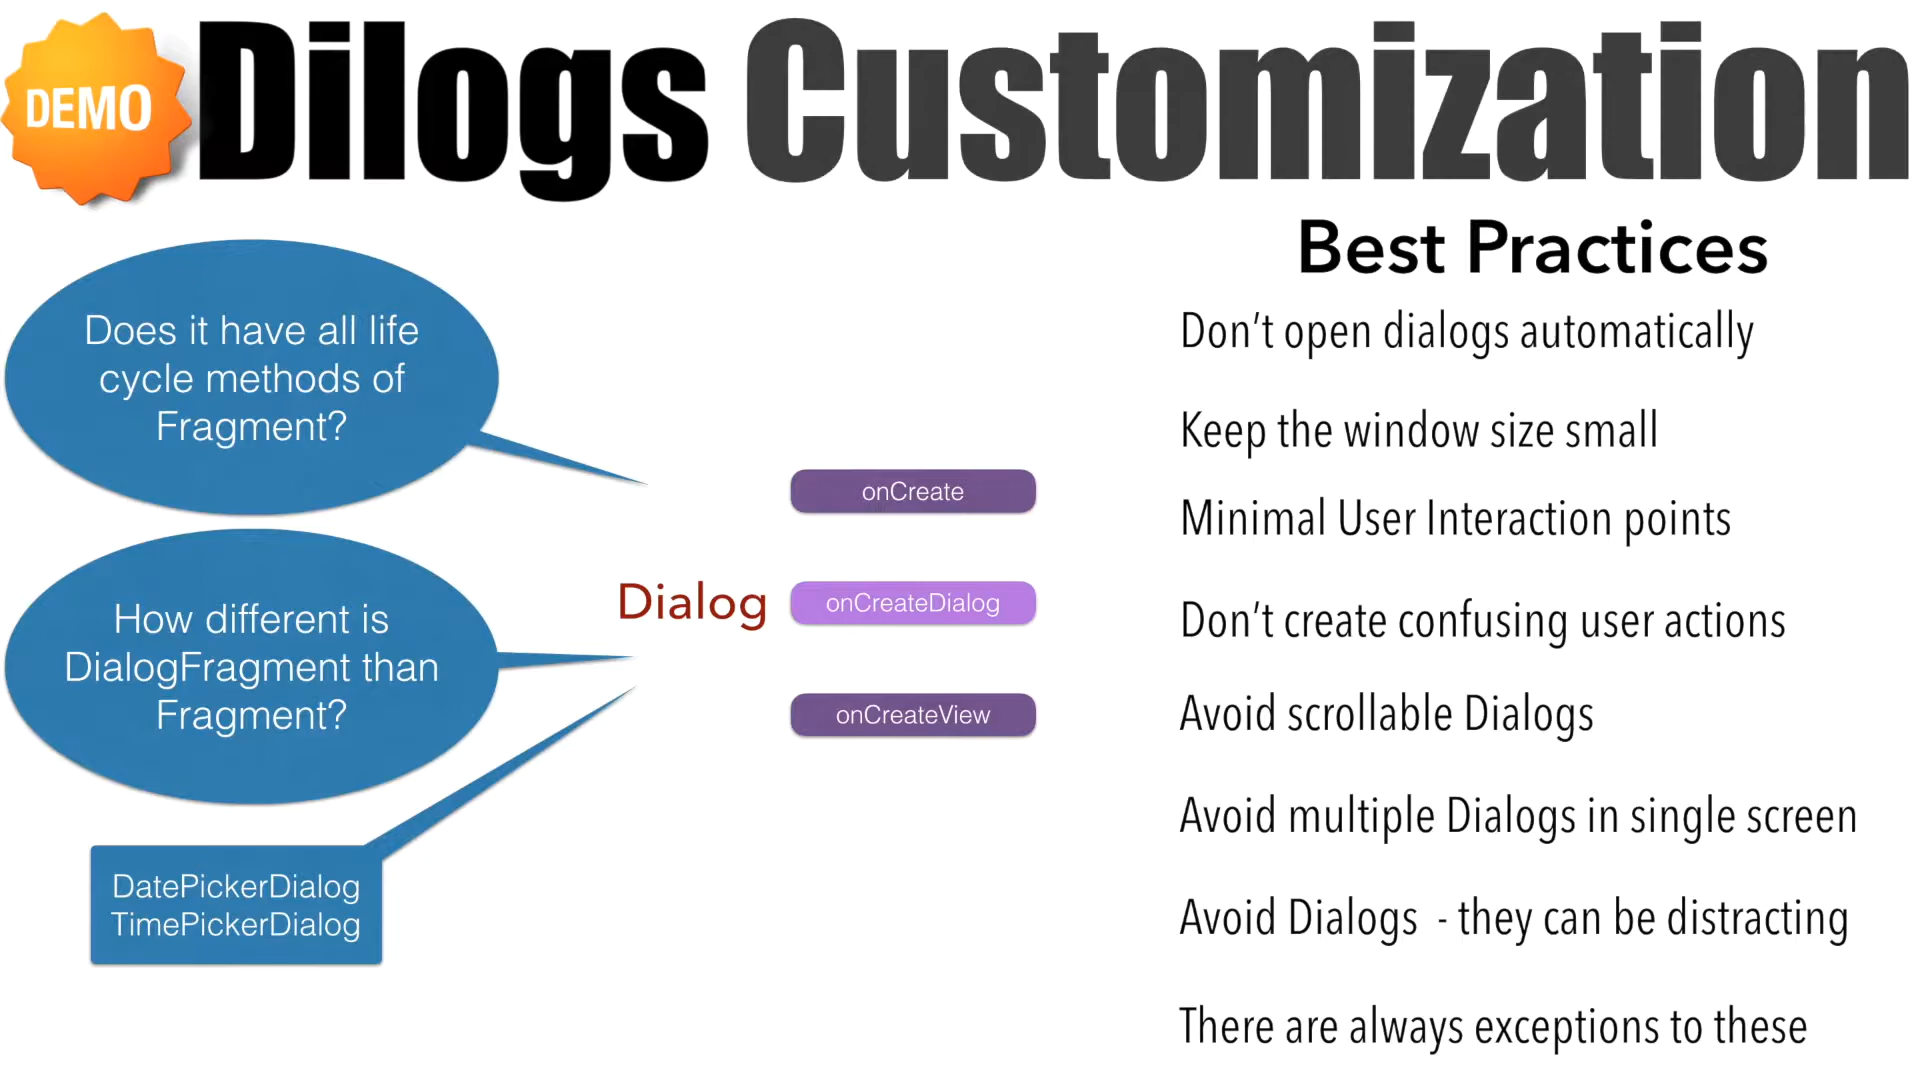 DEMO
Dilogs Customization
Does it have all life
cycle methods of
Fragment?
How different is
DialogFragment than
Fragment?
DatePickerDialog
TimePickerDialog
Dialog
onCreate
onCreateDialog
onCreateView
Best Practices
Don’t open dialogs automatically
Keep the window size small
Minimal User Interaction points
Don’t create confusing user actions
Avoid scrollable Dialogs
Avoid multiple Dialogs in single screen
Avoid Dialogs - they can be distracting
There are always exceptions to these